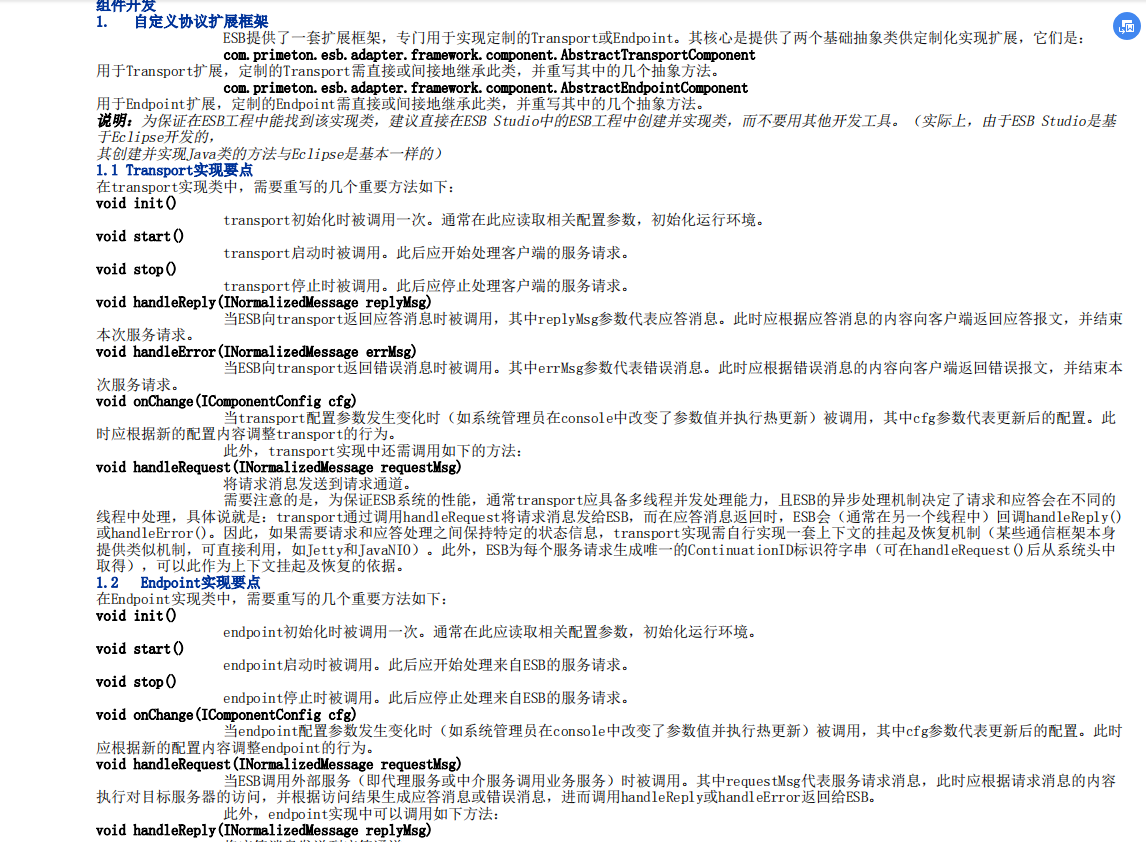 组件开发
1. 自定义协议扩展框架
ESB提供了一套扩展框架，专门用于实现定制的Transport或Endpoint。其核心是提供了两个基础抽象类供定制化实现扩展，它们是：
com.primeton.esb.adapter.framework.component.AbstractTransportComponent
用于Transport扩展，定制的Transport需直接或间接地继承此类，并重写其中的几个抽象方法。
com.primeton.esb.adapter.framework.component.AbstractEndpointComponent
用于Endpoint扩展，定制的Endpoint需直接或间接地继承此类，并重写其中的几个抽象方法。
说明：为保证在ESB工程中能找到该实现类，建议直接在ESB Studio中的ESB工程中创建并实现类，而不要用其他开发工具。（实际上，由于ESB Studio是基
于Eclipse开发的，
其创建并实现Java类的方法与Eclipse是基本一样的）
1.1 Transport实现要点
在transport实现类中，需要重写的几个重要方法如下：
void init()
transport初始化时被调用一次。通常在此应读取相关配置参数，初始化运行环境。
void start()
transport启动时被调用。此后应开始处理客户端的服务请求。
void stop()
transport停止时被调用。此后应停止处理客户端的服务请求。
void handleReply(INormalizedMessage replyMsg)
当ESB向transport返回应答消息时被调用，其中replyMsg参数代表应答消息。此时应根据应答消息的内容向客户端返回应答报文，并结束
本次服务请求。
void handleError(INormalizedMessage errMsg)
当ESB向transport返回错误消息时被调用。其中errMsg参数代表错误消息。此时应根据错误消息的内容向客户端返回错误报文，并结束本
次服务请求。
void onChange(IComponentConfig cfg)
当transport配置参数发生变化时（如系统管理员在console中改变了参数值并执行热更新）被调用，其中cfg参数代表更新后的配置。此
时应根据新的配置内容调整transport的行为。
此外，transport实现中还需调用如下的方法：
void handleRequest(INormalizedMessage requestMsg)
将请求消息发送到请求通道。
需要注意的是，为保证ESB系统的性能，通常transport应具备多线程并发处理能力，且ESB的异步处理机制决定了请求和应答会在不同的
线程中处理，具体说就是：transport通过调用handleRequest将请求消息发给ESB，而在应答消息返回时，ESB会（通常在另一个线程中）回调handleReply()
或handleError()。因此，如果需要请求和应答处理之间保持特定的状态信息，transport实现需自行实现一套上下文的挂起及恢复机制（某些通信框架本身
提供类似机制，可直接利用，如Jetty和JavaNIO）。此外，ESB为每个服务请求生成唯一的ContinuationID标识符字串（可在handleRequest()后从系统头中
取得），可以此作为上下文挂起及恢复的依据。
1.2 Endpoint实现要点
在Endpoint实现类中，需要重写的几个重要方法如下：
void init()
endpoint初始化时被调用一次。通常在此应读取相关配置参数，初始化运行环境。
void start()
endpoint启动时被调用。此后应开始处理来自ESB的服务请求。
void stop()
endpoint停止时被调用。此后应停止处理来自ESB的服务请求。
void onChange(IComponentConfig cfg)
当endpoint配置参数发生变化时（如系统管理员在console中改变了参数值并执行热更新）被调用，其中cfg参数代表更新后的配置。此时
应根据新的配置内容调整endpoint的行为。
void handleRequest(INormalizedMessage requestMsg)
当ESB调用外部服务（即代理服务或中介服务调用业务服务）时被调用。其中requestMsg代表服务请求消息，此时应根据请求消息的内容
执行对目标服务器的访问，并根据访问结果生成应答消息或错误消息，进而调用handleReply或handleError返回给ESB。
此外，endpoint实现中可以调用如下方法：
void handleReply(INormalizedMessage replyMsg)